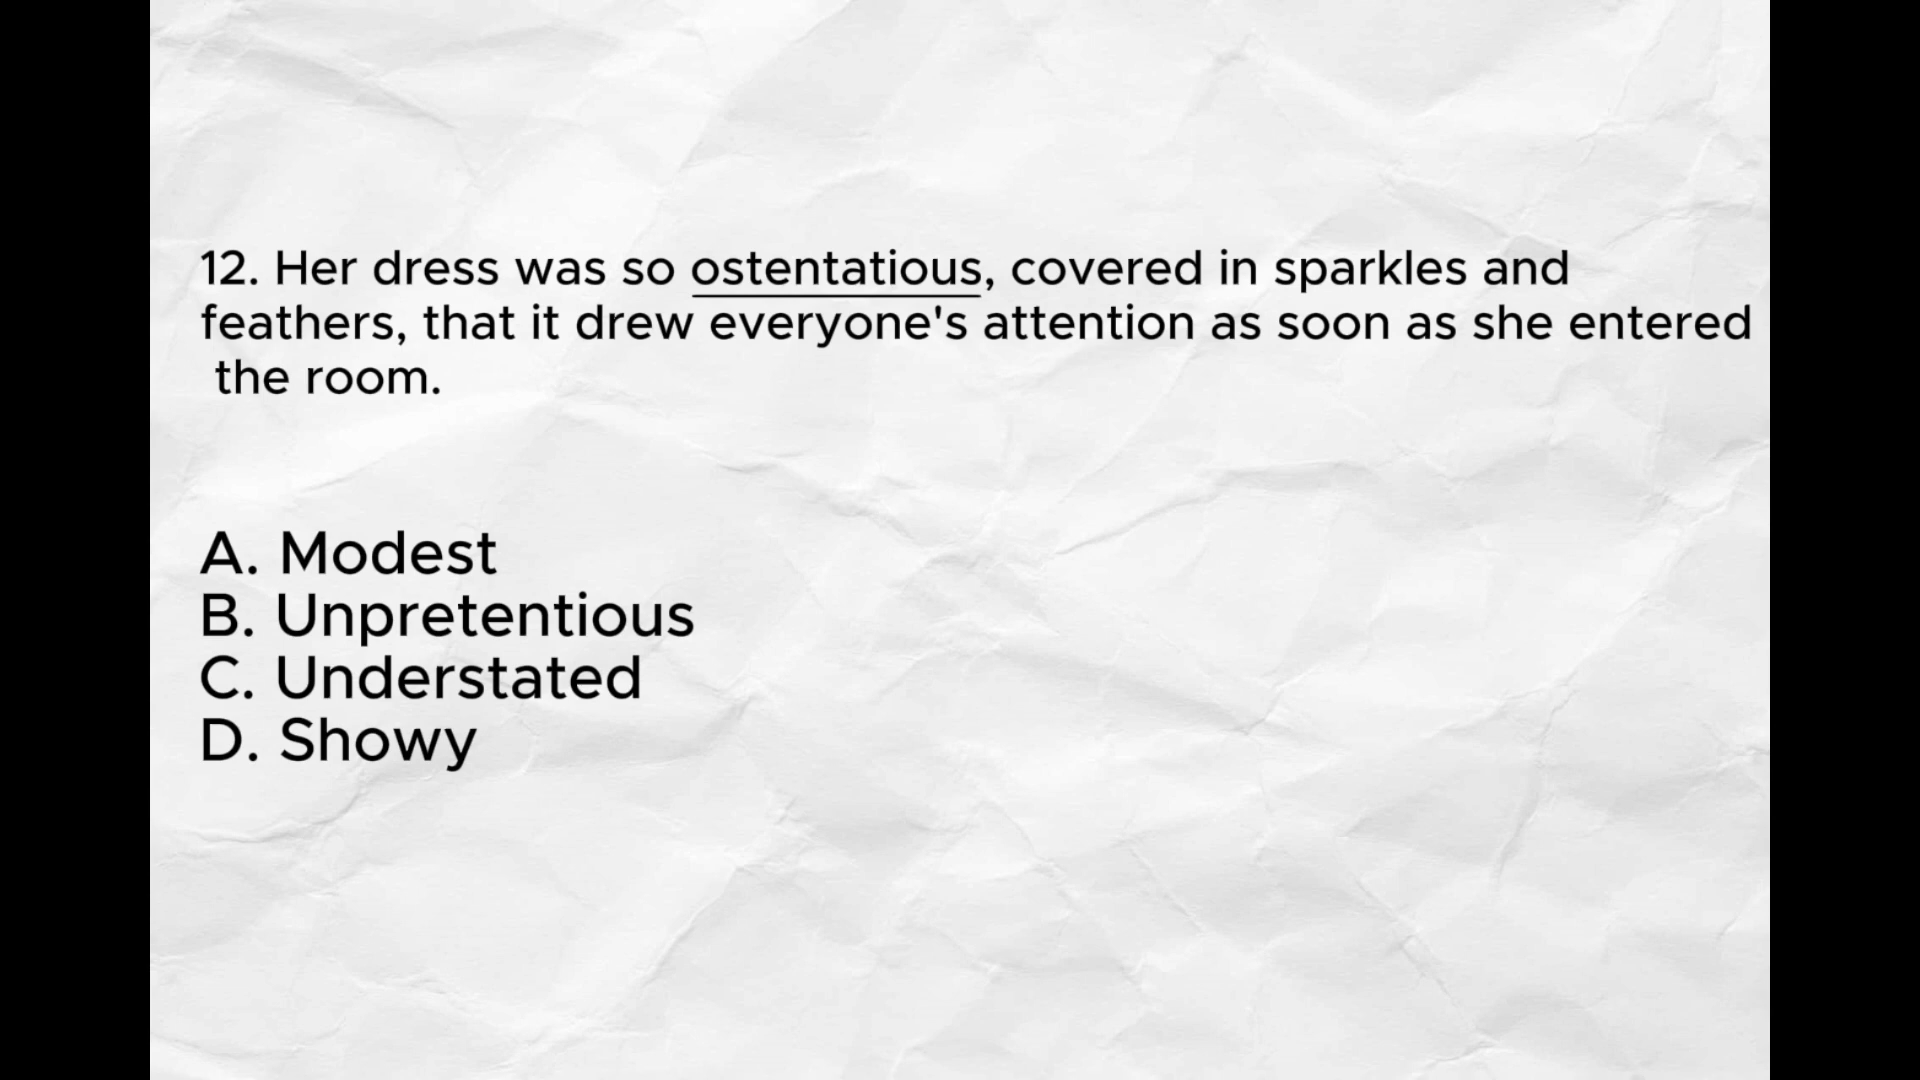 12. Her dress was so ostentatious, covered in sparkles and
feathers, that it drew everyone's attention as soon as she entered
the room.
A. Modest
B. Unpretentious
C. Understated
D. Showy